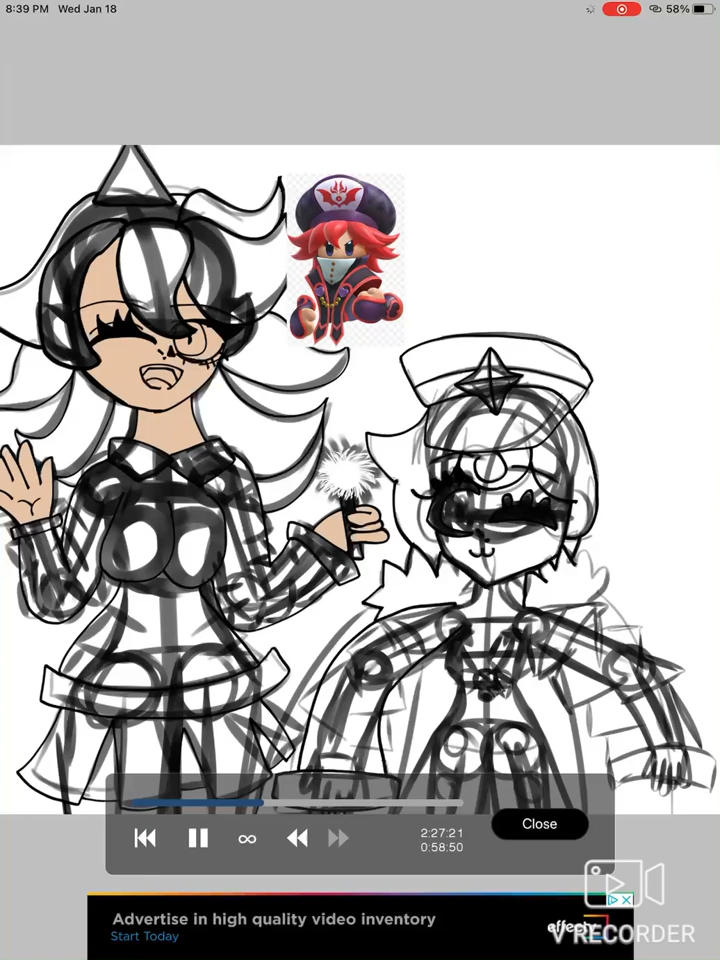 8:39 PM Wed Jan 18
58%
2:27:21
0:58:50
Close
Advertise in high quality video inventory
Start Today
V RECORDER